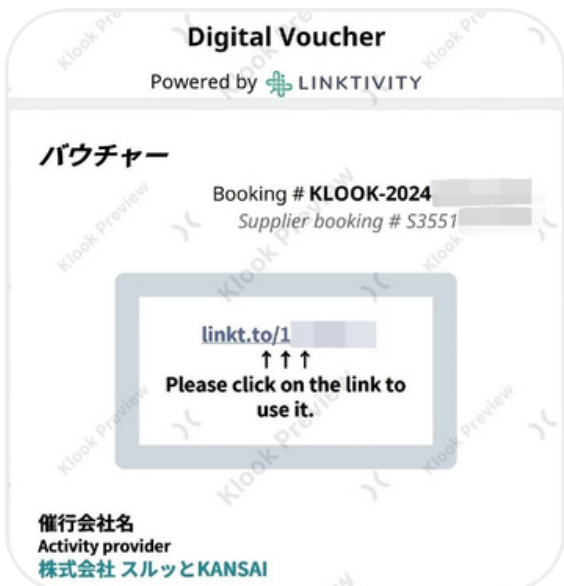 Digital Voucher
Powered by LINKTIVITY
バウチャー
Booking # KLOOK-2024
Supplier booking # S3551
linkt.to/1
↑ ↑ ↑
Please click on the link to
use it.
催行会社名
Activity provider
株式会社 スルッとKANSAI
Klook Preview